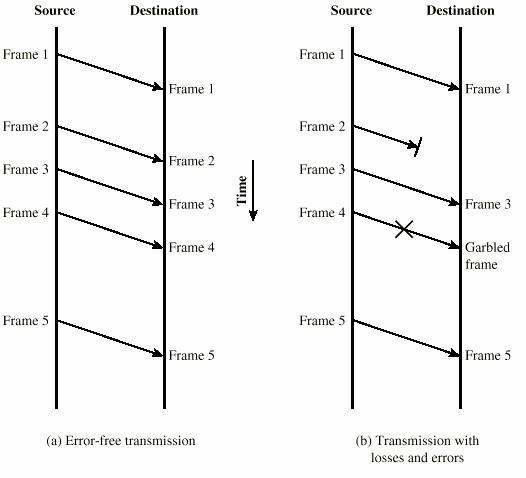 Source Destination
Frame 1
Frame 1
Frame 2
Frame 2
Frame 3
Frame 3
Frame 4
Frame 4
Frame 5
Frame 5
(a) Error-free transmission
Time
Source Destination
Frame 1
Frame 1
Frame 2
Frame 3
Frame 3
Frame 4
Garbled
frame
Frame 5
Frame 5
(b) Transmission with
losses and errors